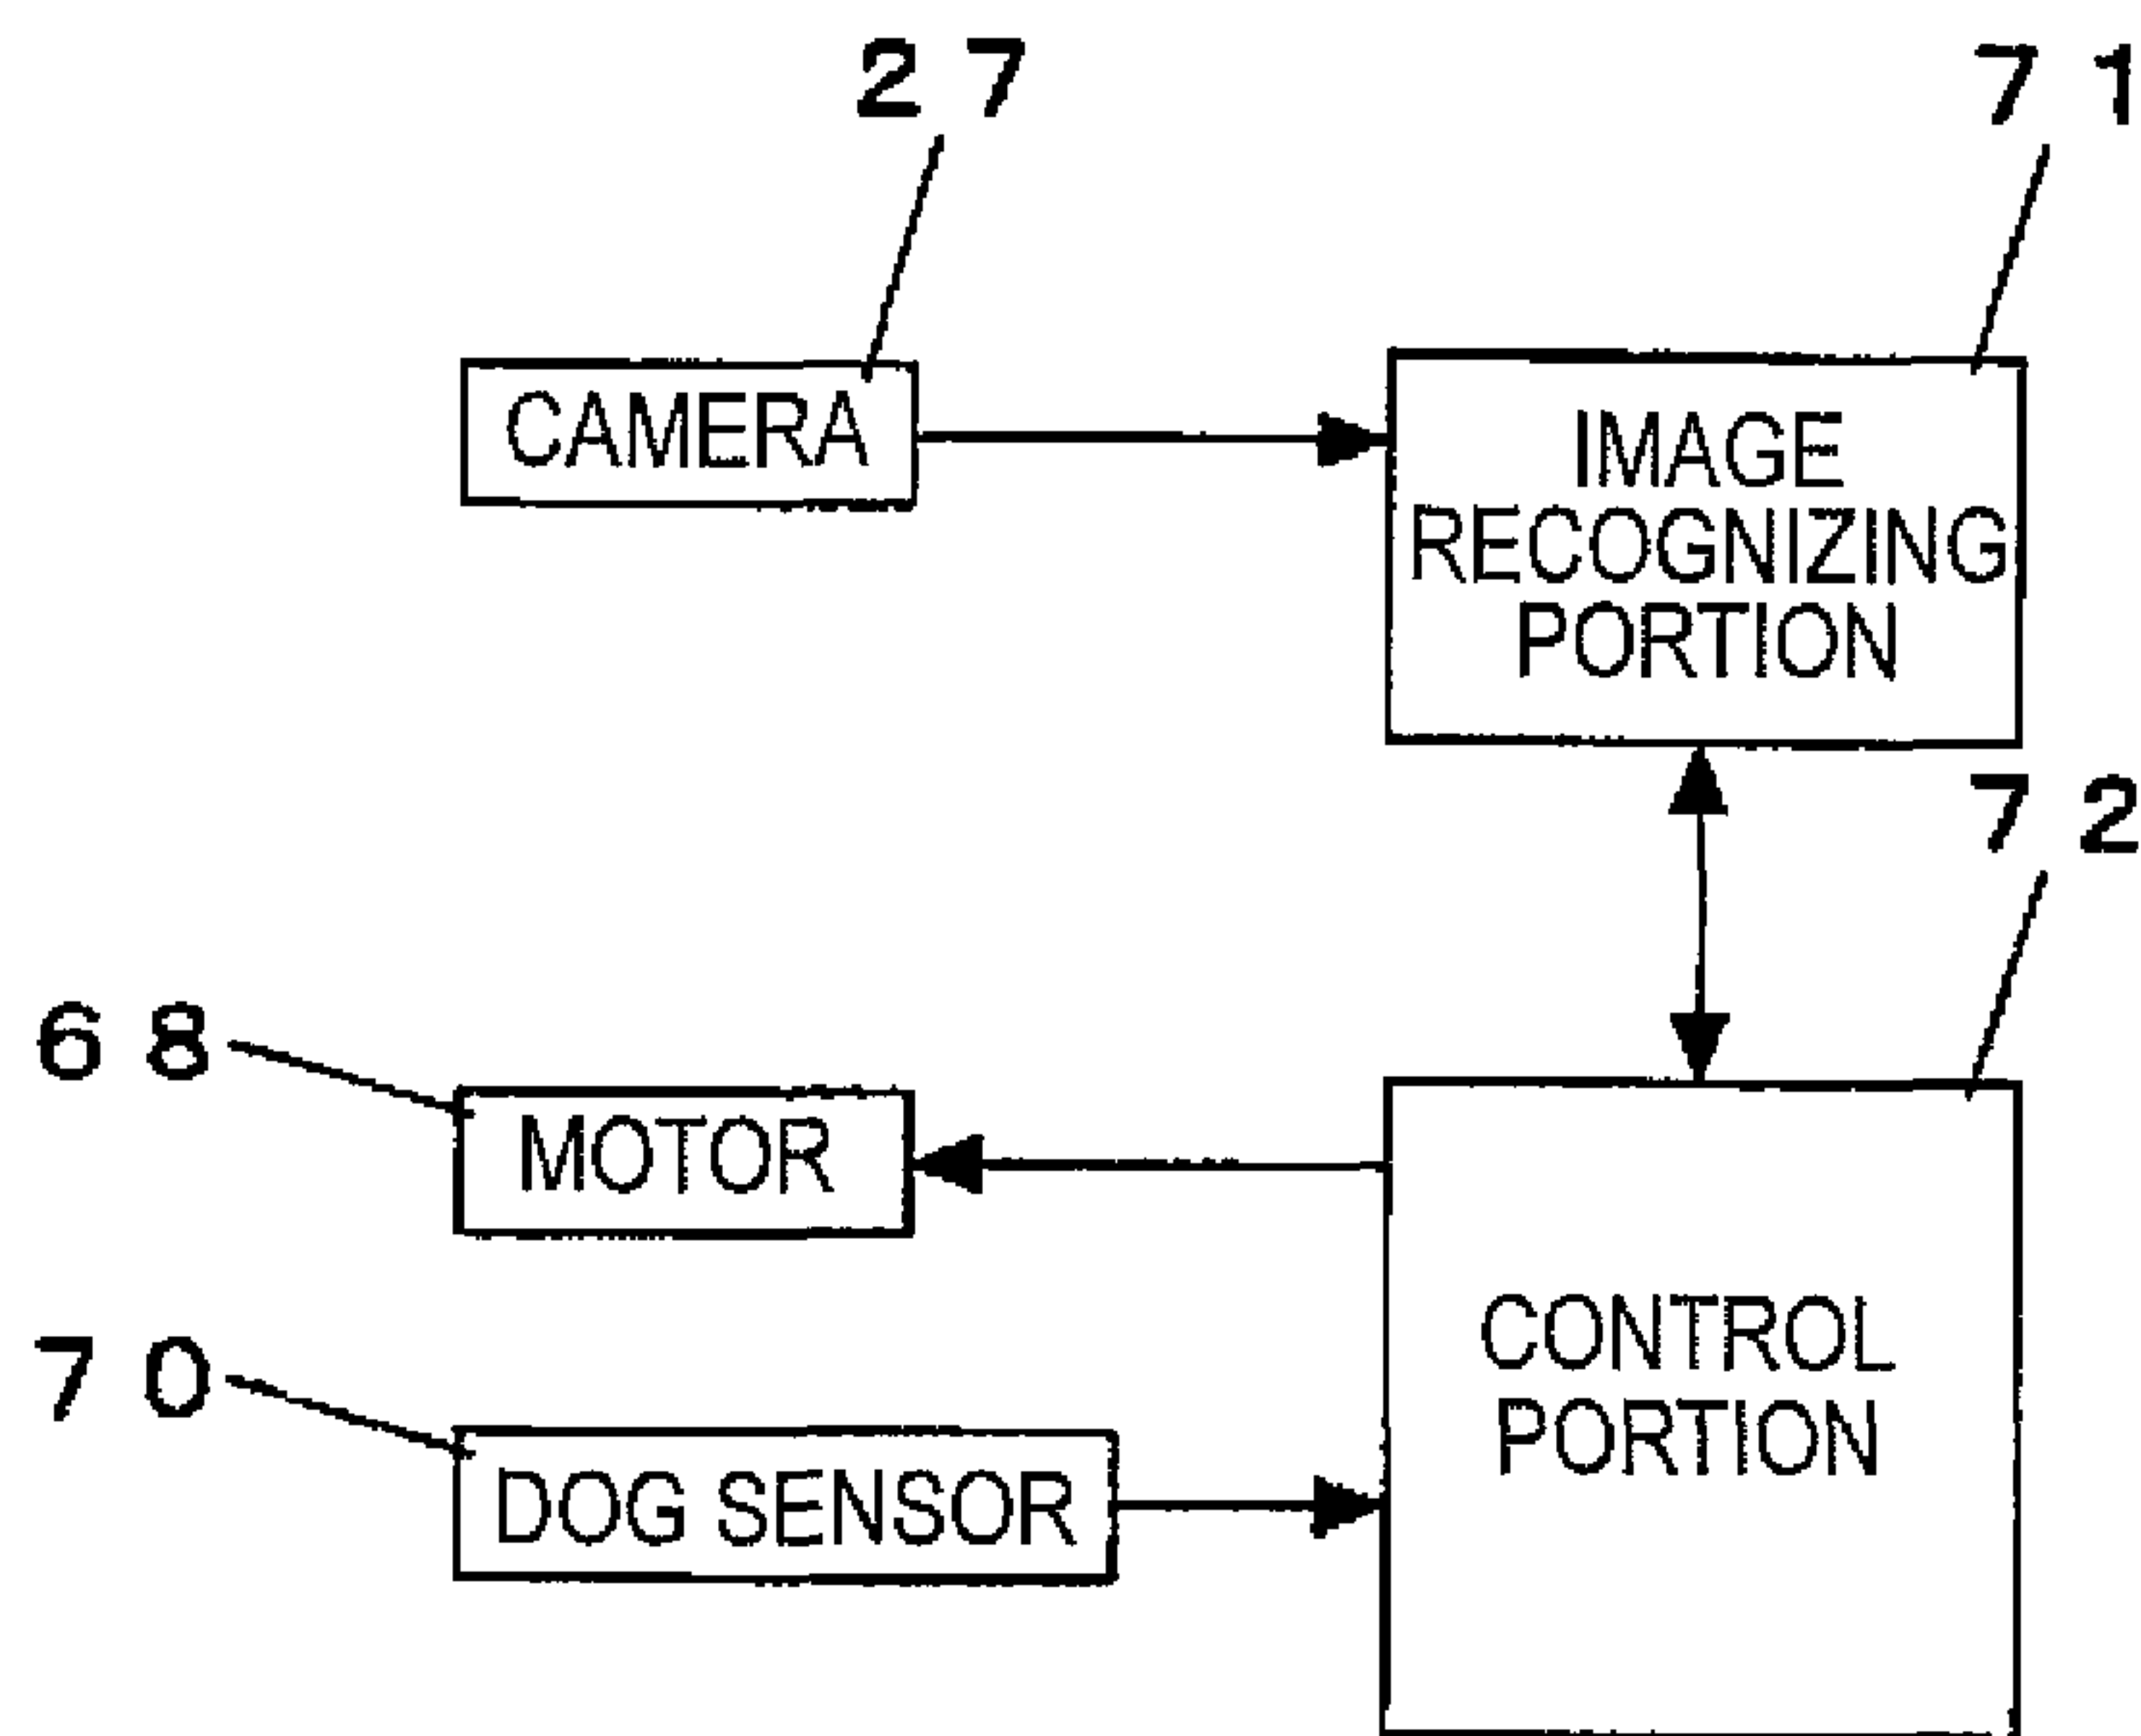 27
71
CAMERA
IMAGE
RECOGNIZING
PORTION
72
68
MOTOR
70
DOG SENSOR
CONTROL
PORTION